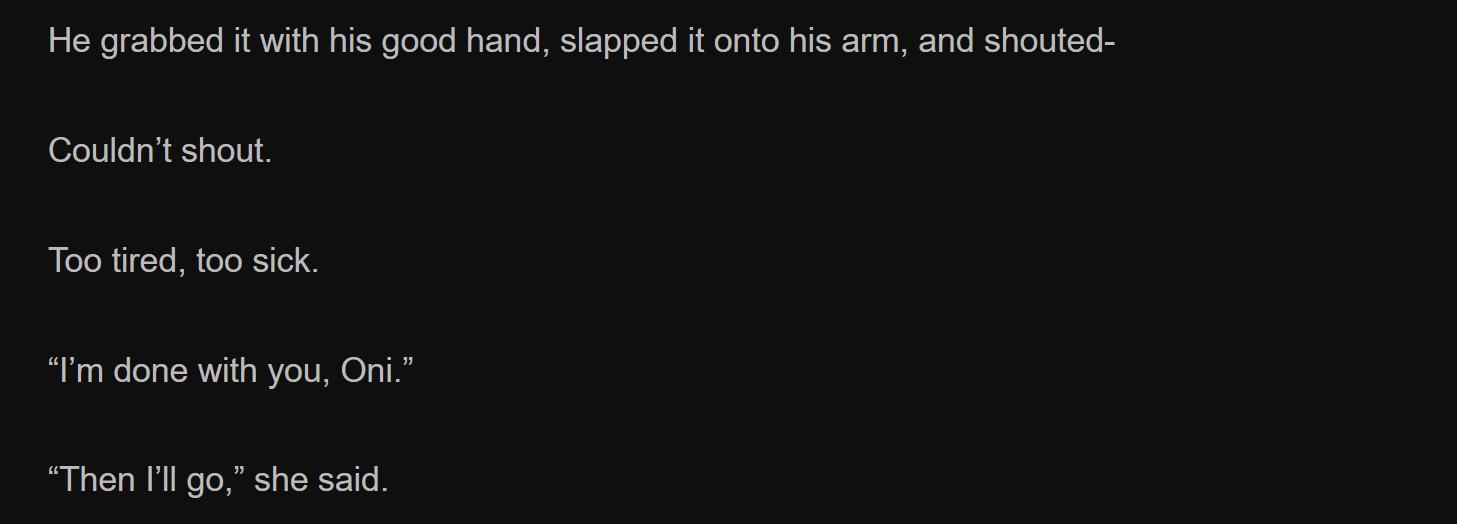 He grabbed it with his good hand, slapped it onto his arm, and shouted-
Couldn’t shout.
Too tired, too sick.
“I’m done with you, Oni.”
“Then I’ll go,” she said.